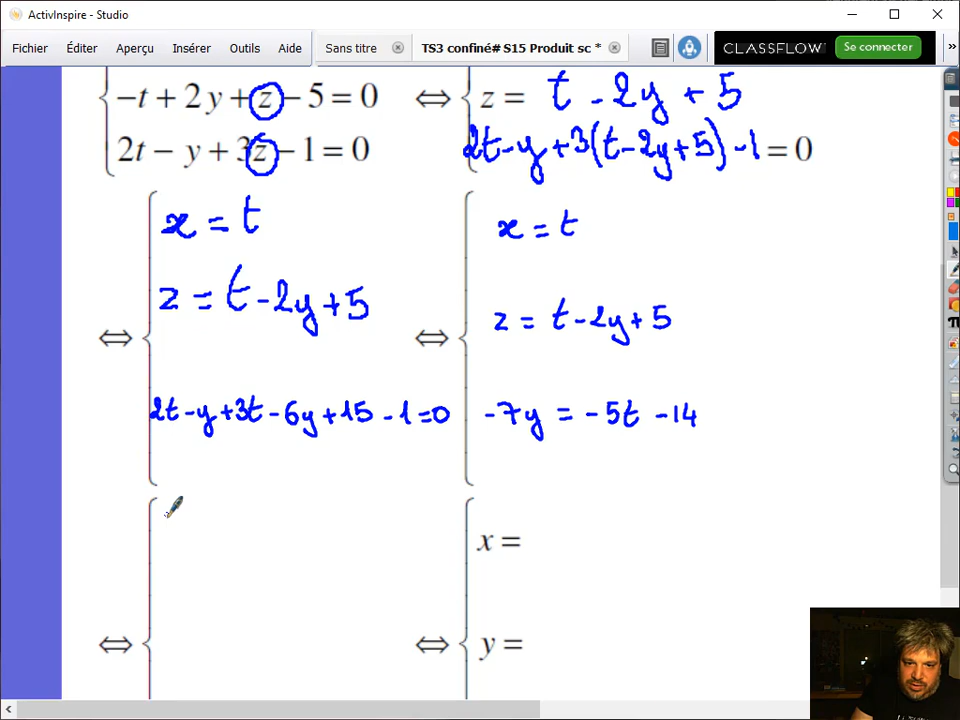 ActivInspire - Studio
Fichier Éditer Aperçu Insérer Outils Aide Sans titre TS3 confiné# S15 Produit sc * CLASSFLOW Se connecter »
−t + 2y + z − 5 = 0 ⇔ z = t − 2y + 5
2t − y + 3z − 1 = 0 2t − y + 3(t − 2y + 5) − 1 = 0
x = t x = t
z = t − 2y + 5 z = t − 2y + 5
⇔ ⇔
2t − y + 3t − 6y + 15 − 1 = 0 −7y = −5t − 14
x =
⇔ ⇔ y =